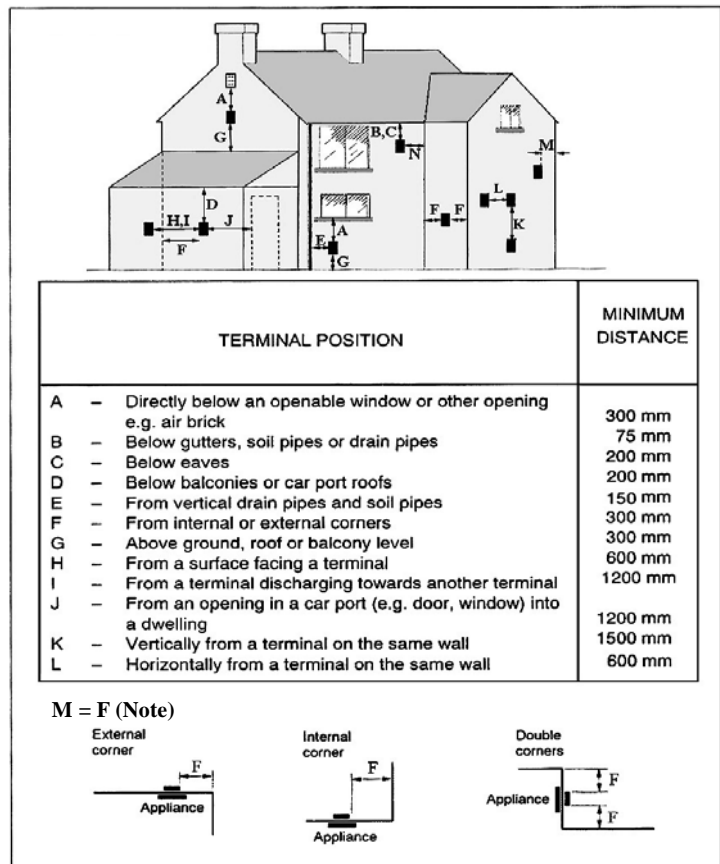 A
G
B,C
N
M
D
H,I
J
F
A
E
G
F
F
L
K
TERMINAL POSITION
MINIMUM
DISTANCE
A – Directly below an openable window or other opening
e.g. air brick 300 mm
B – Below gutters, soil pipes or drain pipes 75 mm
C – Below eaves 200 mm
D – Below balconies or car port roofs 200 mm
E – From vertical drain pipes and soil pipes 150 mm
F – From internal or external corners 300 mm
G – Above ground, roof or balcony level 300 mm
H – From a surface facing a terminal 600 mm
I – From a terminal discharging towards another terminal 1200 mm
J – From an opening in a car port (e.g. door, window) into
a dwelling 1200 mm
K – Vertically from a terminal on the same wall 1500 mm
L – Horizontally from a terminal on the same wall 600 mm
M = F (Note)
External
corner
F
Appliance
Internal
corner
F
Appliance
Double
corners
F
Appliance
F